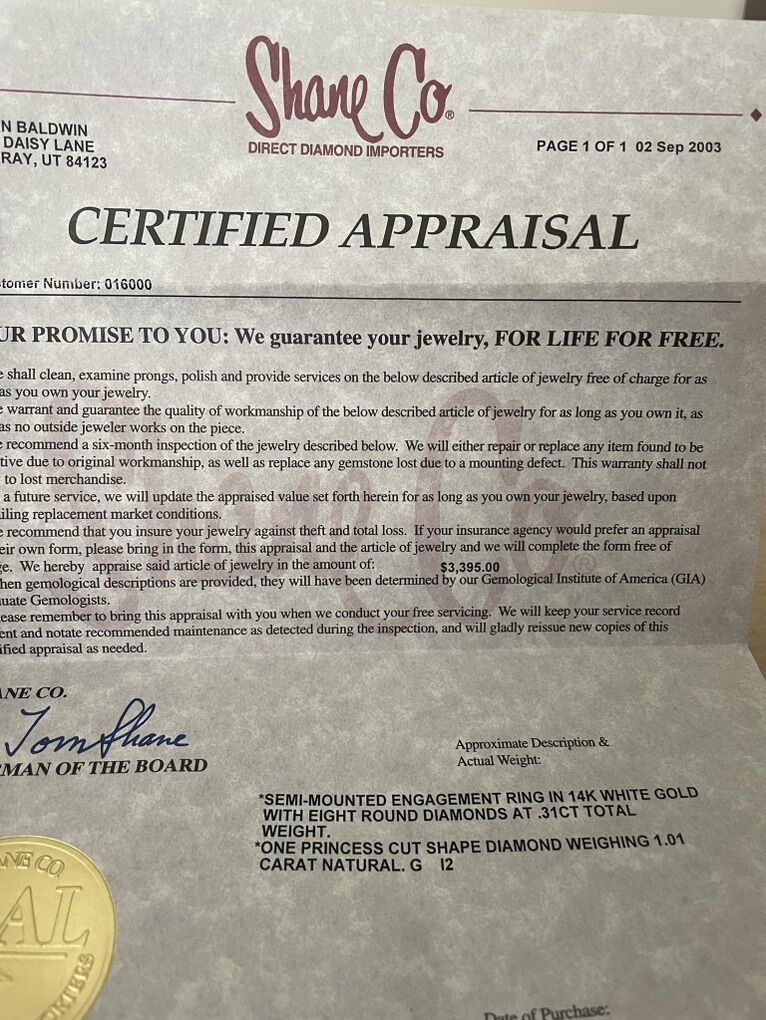 Shane Co.®
DIRECT DIAMOND IMPORTERS
N BALDWIN
DAISY LANE
RAY, UT 84123
PAGE 1 OF 1 02 Sep 2003
CERTIFIED APPRAISAL
tomer Number: 016000
UR PROMISE TO YOU: We guarantee your jewelry, FOR LIFE FOR FREE.
e shall clean, examine prongs, polish and provide services on the below described article of jewelry free of charge for as
as you own your jewelry.
e warrant and guarantee the quality of workmanship of the below described article of jewelry for as long as you own it, as
as no outside jeweler works on the piece.
e recommend a six-month inspection of the jewelry described below. We will either repair or replace any item found to be
tive due to original workmanship, as well as replace any gemstone lost due to a mounting defect. This warranty shall not
to lost merchandise.
a future service, we will update the appraised value set forth herein for as long as you own your jewelry, based upon
iling replacement market conditions.
e recommend that you insure your jewelry against theft and total loss. If your insurance agency would prefer an appraisal
eir own form, please bring in the form, this appraisal and the article of jewelry and we will complete the form free of
ge. We hereby appraise said article of jewelry in the amount of: $3,395.00
hen gemological descriptions are provided, they will have been determined by our Gemological Institute of America (GIA)
uate Gemologists.
ease remember to bring this appraisal with you when we conduct your free servicing. We will keep your service record
ent and notate recommended maintenance as detected during the inspection, and will gladly reissue new copies of this
ified appraisal as needed.
ANE CO.
Tom Shane
MAN OF THE BOARD
Approximate Description &
Actual Weight:
*SEMI-MOUNTED ENGAGEMENT RING IN 14K WHITE GOLD
WITH EIGHT ROUND DIAMONDS AT .31CT TOTAL
WEIGHT.
*ONE PRINCESS CUT SHAPE DIAMOND WEIGHING 1.01
CARAT NATURAL. G I2
ANE CO.
AL
ORTERS
Date of Purchase: